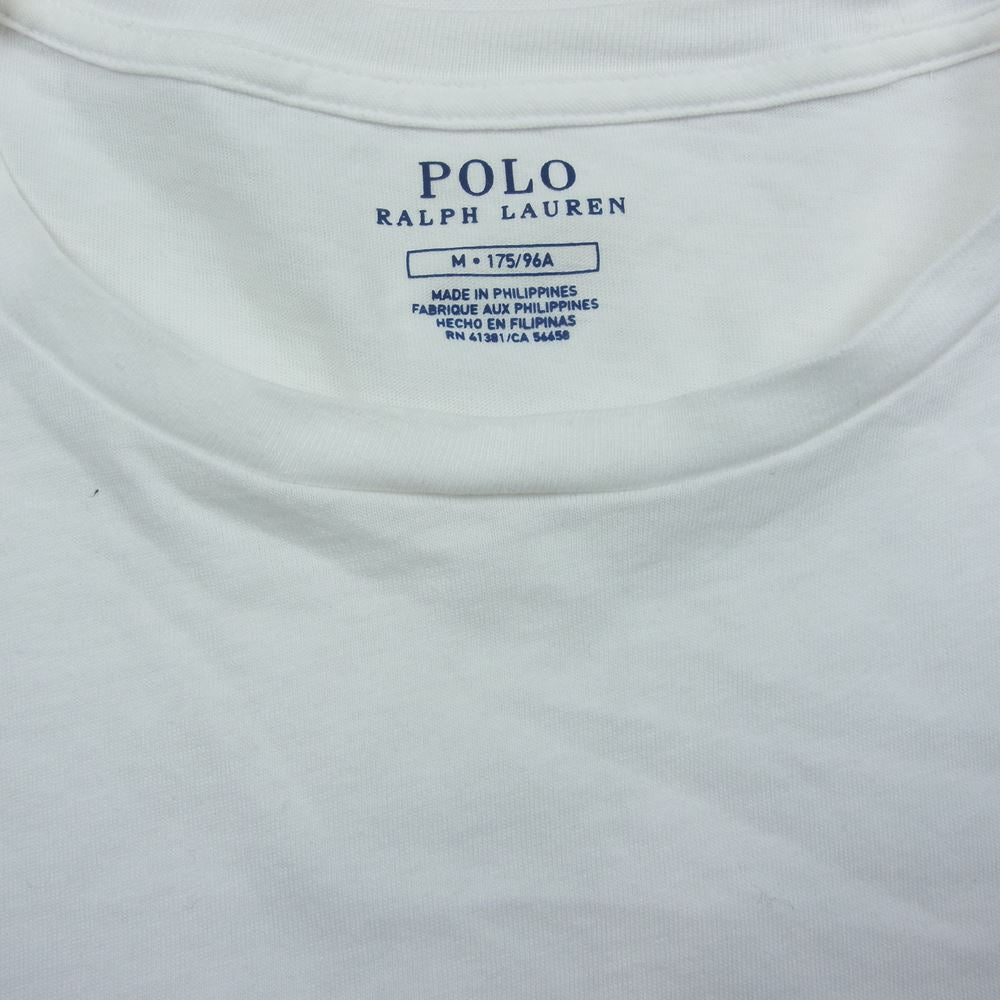 POLO
RALPH LAUREN
M • 175/96A
MADE IN PHILIPPINES
FABRIQUE AUX PHILIPPINES
HECHO EN FILIPINAS
RN 41381/CA 56658